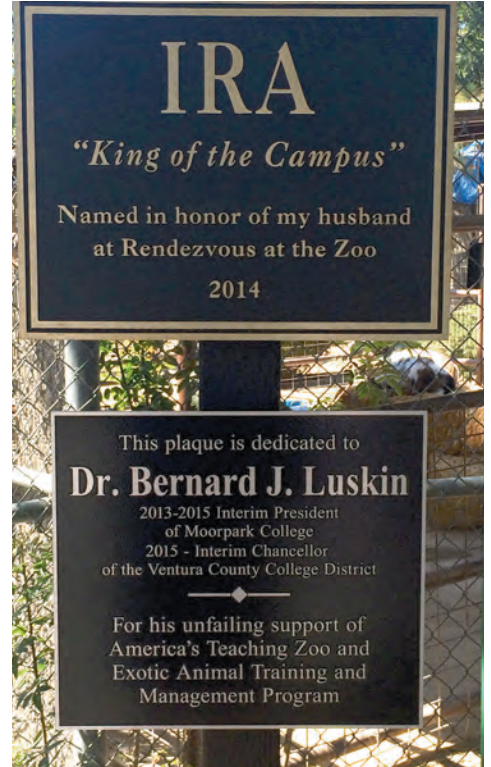 IRA
“King of the Campus”
Named in honor of my husband
at Rendezvous at the Zoo
2014
This plaque is dedicated to
Dr. Bernard J. Luskin
2013-2015 Interim President
of Moorpark College
2015 - Interim Chancellor
of the Ventura County College District
For his unfailing support of
America's Teaching Zoo and
Exotic Animal Training and
Management Program